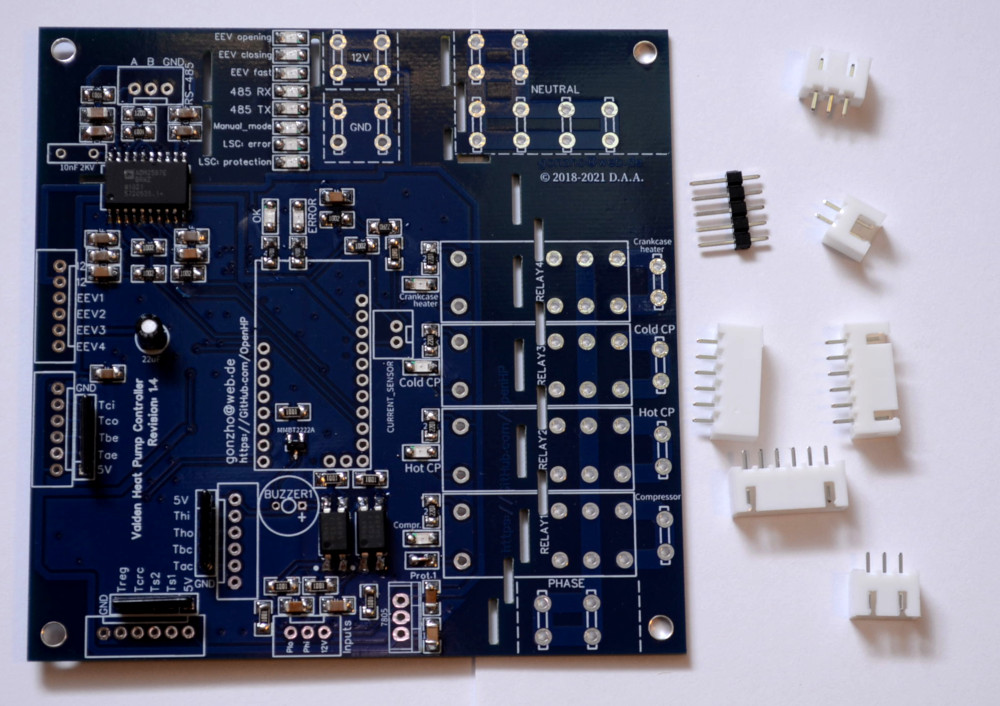 EEV opening
EEV closing
EEV fast
485 RX
485 TX
Manual_mode
LSC: error
LSC: protection
12V
GND
NEUTRAL
© 2018-2021 D.A.A.
A B GND
RS-485
10nF 2KV
OK
ERROR
12
EEV1
EEV2
EEV3
EEV4
GND
Tci
Tco
Tbe
Tae
5V
Valden Heat Pump Controller
Revision: 1.4
gonzho@web.de
https://GitHub.com/OpenHP
MMBT2222A
CURRENT_SENSOR
Crankcase
heater
Cold CP
Hot CP
Compr.
Prot.1
RELAY4
RELAY3
RELAY2
RELAY1
Crankcase
heater
Cold CP
Hot CP
Compressor
PHASE
BUZZER1
+
5V
Thi
Tho
Tbc
Tac
GND
GND
Treg
Tcrc
Ts2
Ts1
5V
Plo
Phi
12V
Inputs
7805